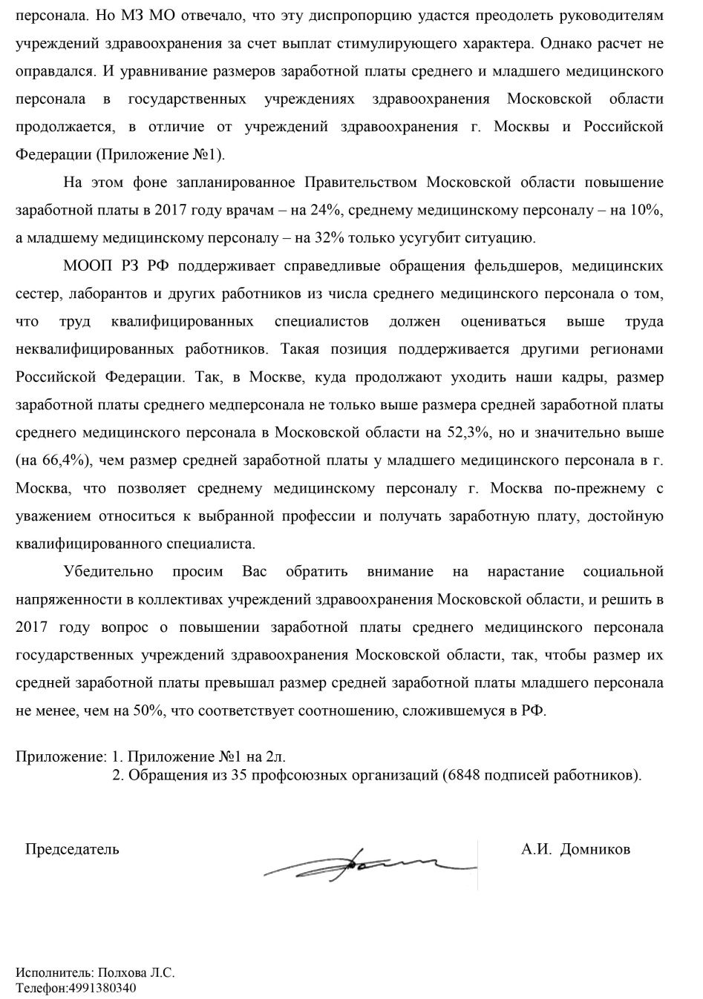 персонала. Но МЗ МО отвечало, что эту диспропорцию удастся преодолеть руководителям
учреждений здравоохранения за счет выплат стимулирующего характера. Однако расчет не
оправдался. И уравнивание размеров заработной платы среднего и младшего медицинского
персонала в государственных учреждениях здравоохранения Московской области
продолжается, в отличие от учреждений здравоохранения г. Москвы и Российской
Федерации (Приложение №1).
На этом фоне запланированное Правительством Московской области повышение
заработной платы в 2017 году врачам – на 24%, среднему медицинскому персоналу – на 10%,
а младшему медицинскому персоналу – на 32% только усугубит ситуацию.
МООП РЗ РФ поддерживает справедливые обращения фельдшеров, медицинских
сестер, лаборантов и других работников из числа среднего медицинского персонала о том,
что труд квалифицированных специалистов должен оцениваться выше труда
неквалифицированных работников. Такая позиция поддерживается другими регионами
Российской Федерации. Так, в Москве, куда продолжают уходить наши кадры, размер
заработной платы среднего медперсонала не только выше размера средней заработной платы
среднего медицинского персонала в Московской области на 52,3%, но и значительно выше
(на 66,4%), чем размер средней заработной платы у младшего медицинского персонала в г.
Москва, что позволяет среднему медицинскому персоналу г. Москва по-прежнему с
уважением относиться к выбранной профессии и получать заработную плату, достойную
квалифицированного специалиста.
Убедительно просим Вас обратить внимание на нарастание социальной
напряженности в коллективах учреждений здравоохранения Московской области, и решить в
2017 году вопрос о повышении заработной платы среднего медицинского персонала
государственных учреждений здравоохранения Московской области, так, чтобы размер их
средней заработной платы превышал размер средней заработной платы младшего персонала
не менее, чем на 50%, что соответствует соотношению, сложившемуся в РФ.
Приложение: 1. Приложение №1 на 2л.
2. Обращения из 35 профсоюзных организаций (6848 подписей работников).
Председатель А.И. Домников
Исполнитель: Полхова Л.С.
Телефон:4991380340